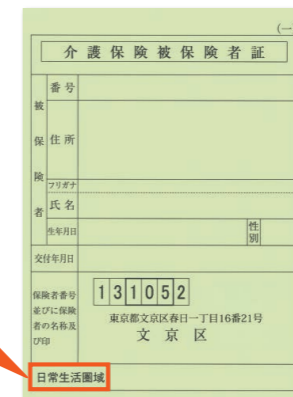 (一
介護保険被保険者証
被保険者
番号
住所
フリガナ
氏名
生年月日
性別
交付年月日
保険者番号
並びに保険
者の名称及
び印
131052
東京都文京区春日一丁目16番21号
文京区
日常生活圏域